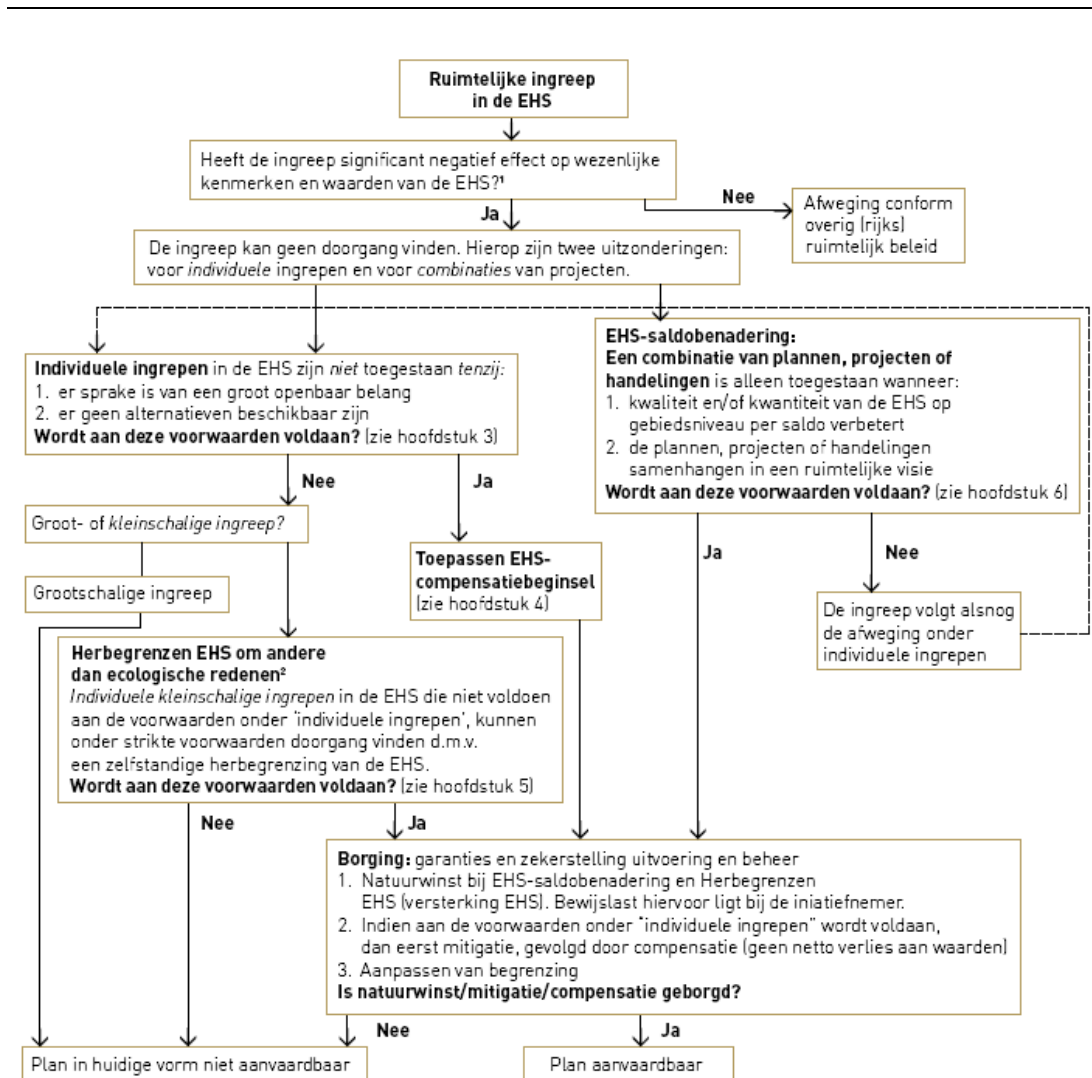 Ruimtelijke ingreep
in de EHS
Heeft de ingreep significant negatief effect op wezenlijke
kenmerken en waarden van de EHS?¹
Nee
Ja
Afweging conform
overig (rijks)
ruimtelijk beleid
De ingreep kan geen doorgang vinden. Hierop zijn twee uitzonderingen:
voor individuele ingrepen en voor combinaties van projecten.
Individuele ingrepen in de EHS zijn niet toegestaan tenzij:
1. er sprake is van een groot openbaar belang
2. er geen alternatieven beschikbaar zijn
Wordt aan deze voorwaarden voldaan? (zie hoofdstuk 3)
EHS-saldobenadering:
Een combinatie van plannen, projecten of
handelingen is alleen toegestaan wanneer:
1. kwaliteit en/of kwantiteit van de EHS op
gebiedsniveau per saldo verbetert
2. de plannen, projecten of handelingen
samenhangen in een ruimtelijke visie
Wordt aan deze voorwaarden voldaan? (zie hoofdstuk 6)
Nee
Ja
Groot- of kleinschalige ingreep?
Grootschalige ingreep
Toepassen EHS-
compensatiebeginsel
(zie hoofdstuk 4)
Ja
Nee
De ingreep volgt alsnog
de afweging onder
individuele ingrepen
Herbegrenzen EHS om andere
dan ecologische redenen²
Individuele kleinschalige ingrepen in de EHS die niet voldoen
aan de voorwaarden onder 'individuele ingrepen', kunnen
onder strikte voorwaarden doorgang vinden d.m.v.
een zelfstandige herbegrenzing van de EHS.
Wordt aan deze voorwaarden voldaan? (zie hoofdstuk 5)
Nee
Ja
Borging: garanties en zekerstelling uitvoering en beheer
1. Natuurwinst bij EHS-saldobenadering en Herbegrenzen
EHS (versterking EHS). Bewijslast hiervoor ligt bij de iniatiefnemer.
2. Indien aan de voorwaarden onder "individuele ingrepen" wordt voldaan,
dan eerst mitigatie, gevolgd door compensatie (geen netto verlies aan waarden)
3. Aanpassen van begrenzing
Is natuurwinst/mitigatie/compensatie geborgd?
Nee
Ja
Plan in huidige vorm niet aanvaardbaar
Plan aanvaardbaar